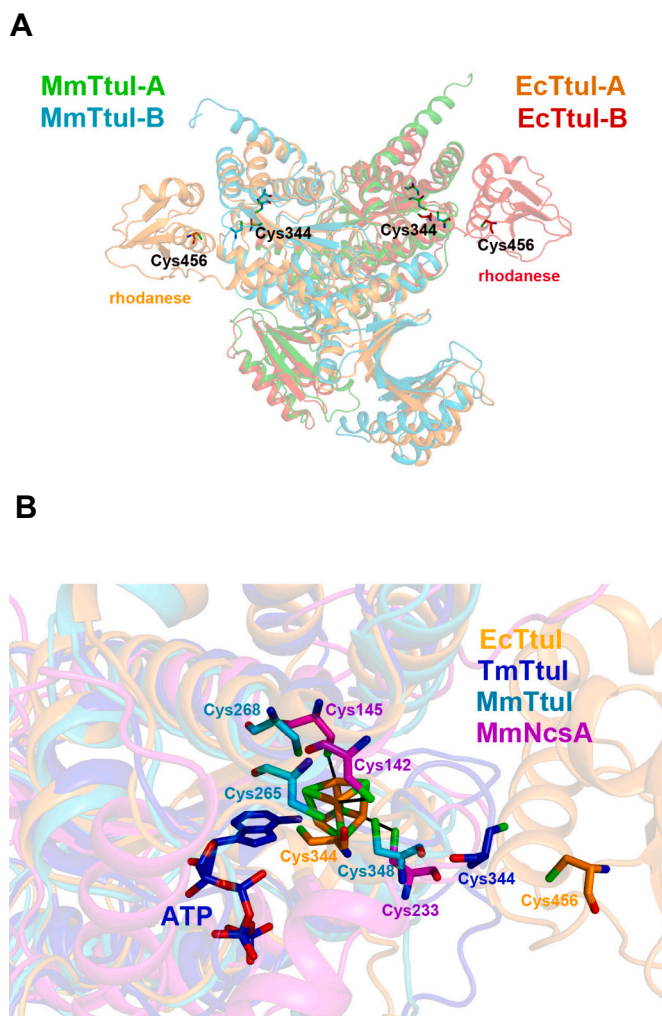 A
MmTtuI-A
MmTtuI-B
EcTtuI-A
EcTtuI-B
Cys344
Cys344
Cys456
Cys456
rhodanese
rhodanese
B
EcTtuI
TmTtuI
MmTtuI
MmNcsA
Cys268
Cys145
Cys142
Cys265
Cys344
Cys348
Cys344
Cys233
Cys456
ATP